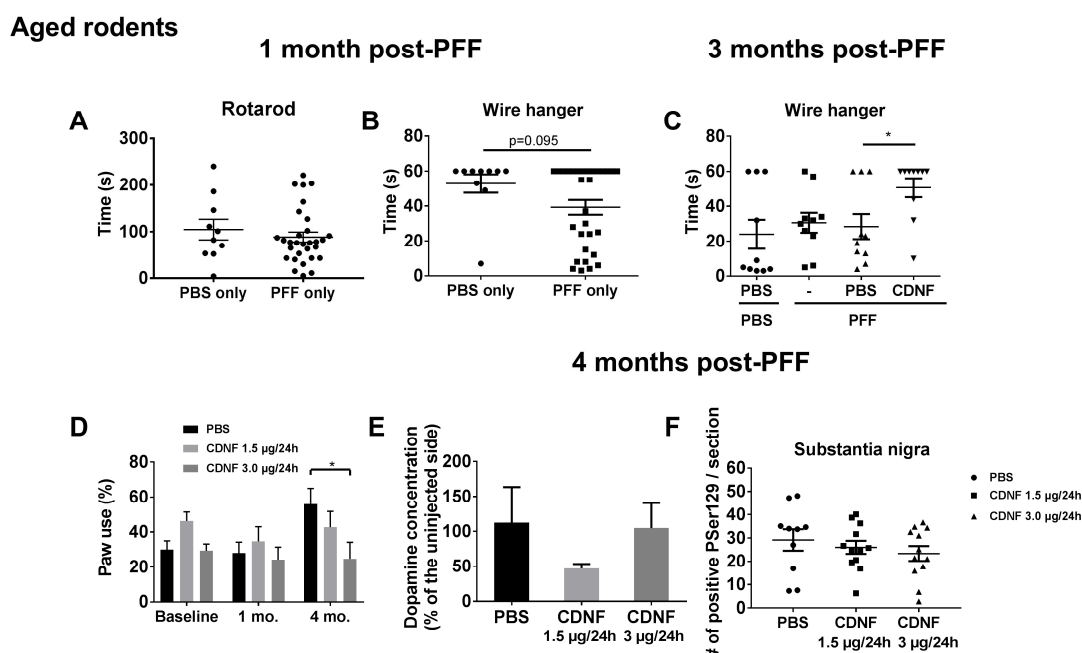 Aged rodents
1 month post-PFF
3 months post-PFF
A
Rotarod
Time (s)
300
200
100
0
PBS only
PFF only
B
Wire hanger
Time (s)
80
60
40
20
0
p=0.095
PBS only
PFF only
C
Wire hanger
Time (s)
80
60
40
20
0
*
PBS
-
PBS
CDNF
PBS
PFF
4 months post-PFF
D
PBS
CDNF 1.5 µg/24h
CDNF 3.0 µg/24h
Paw use (%)
80
60
40
20
0
*
Baseline
1 mo.
4 mo.
E
Dopamine concentration
(% of the uninjected side)
200
150
100
50
0
PBS
CDNF
1.5 µg/24h
CDNF
3 µg/24h
F
Substantia nigra
# of positive PSer129 / section
60
50
40
30
20
10
0
PBS
CDNF 1.5 µg/24h
CDNF 3.0 µg/24h
PBS
CDNF
1.5 µg/24h
CDNF
3 µg/24h